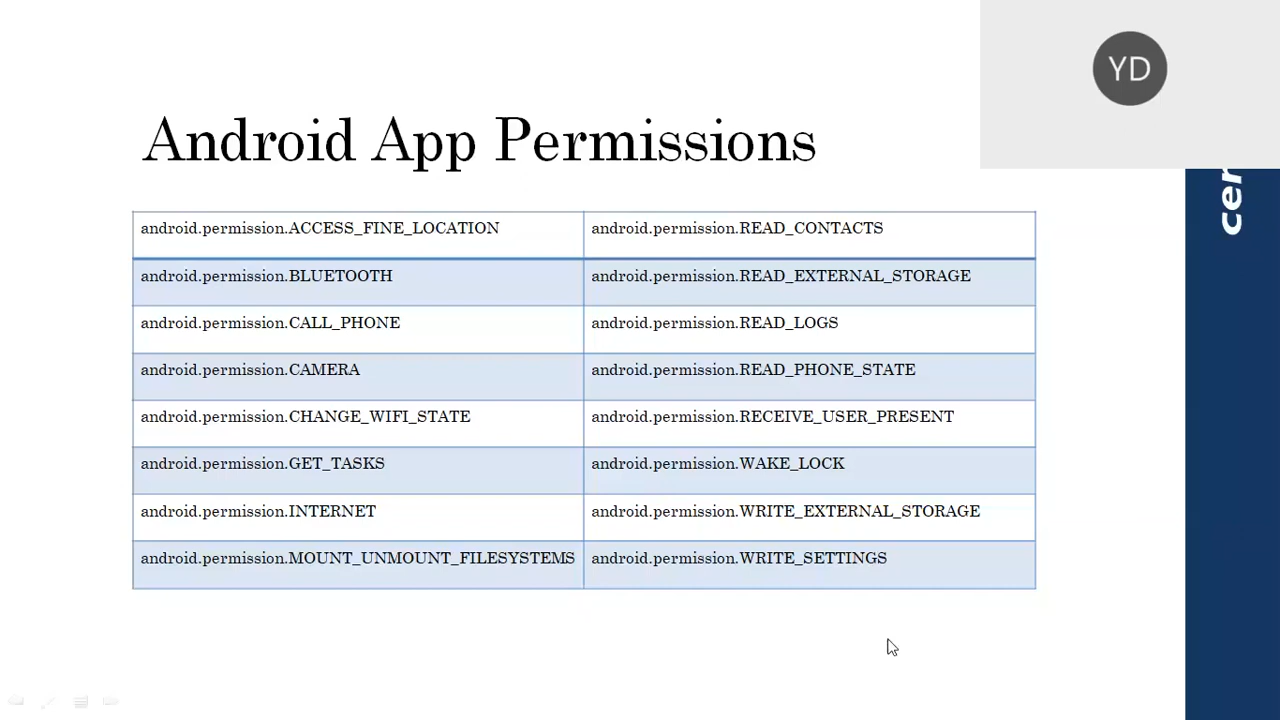 YD
Android App Permissions
cer
android.permission.ACCESS_FINE_LOCATION
android.permission.READ_CONTACTS
android.permission.BLUETOOTH
android.permission.READ_EXTERNAL_STORAGE
android.permission.CALL_PHONE
android.permission.READ_LOGS
android.permission.CAMERA
android.permission.READ_PHONE_STATE
android.permission.CHANGE_WIFI_STATE
android.permission.RECEIVE_USER_PRESENT
android.permission.GET_TASKS
android.permission.WAKE_LOCK
android.permission.INTERNET
android.permission.WRITE_EXTERNAL_STORAGE
android.permission.MOUNT_UNMOUNT_FILESYSTEMS
android.permission.WRITE_SETTINGS